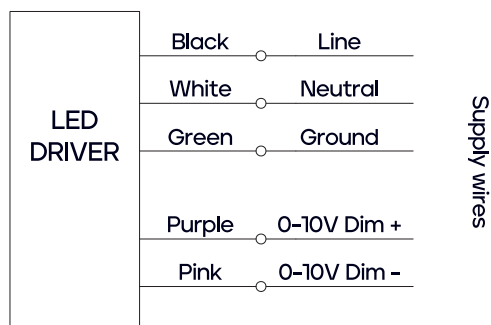 LED
DRIVER
Black Line
White Neutral
Green Ground
Purple 0-10V Dim +
Pink 0-10V Dim -
Supply wires